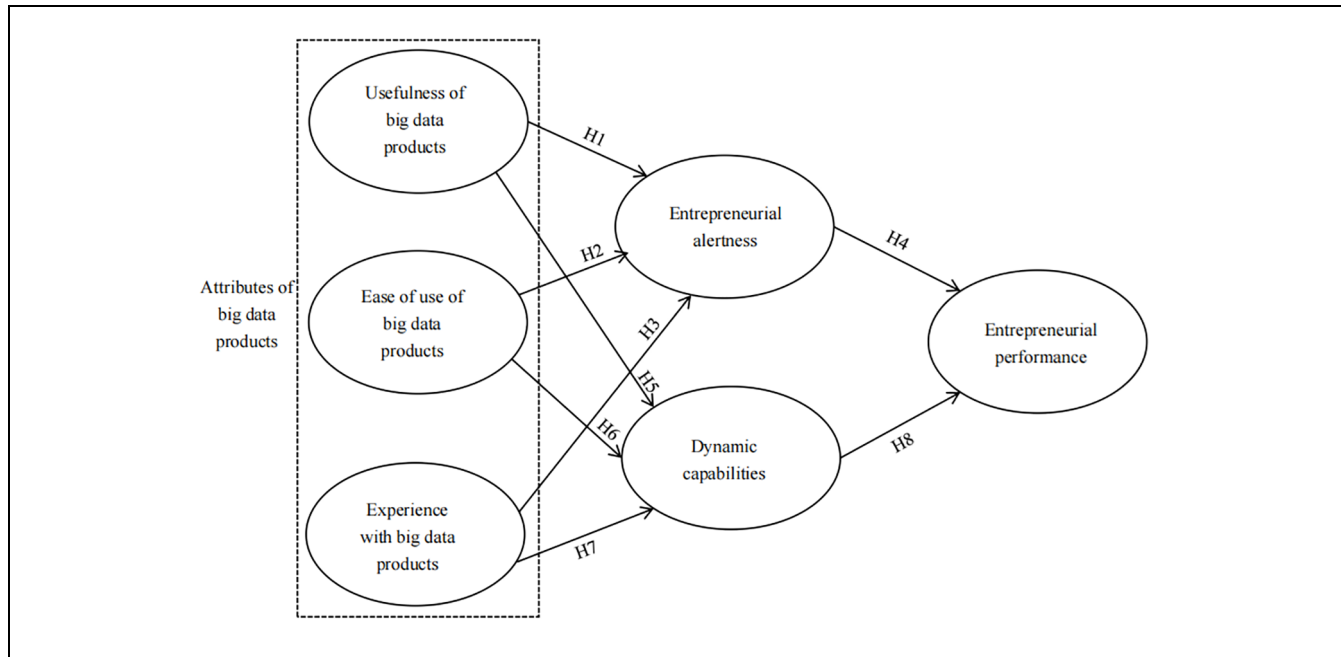 Usefulness of
big data
products
H1
Entrepreneurial
alertness
H2
H4
Attributes of
big data
products
Ease of use of
big data
products
H3
Entrepreneurial
performance
H5
H6
Dynamic
capabilities
H8
Experience
with big data
products
H7